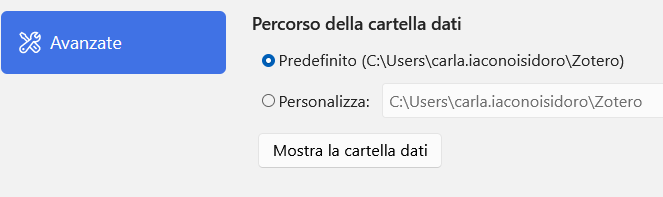 Avanzate
Percorso della cartella dati
Predefinito (C:\Users\carla.iaconoisidoro\Zotero)
Personalizza: C:\Users\carla.iaconoisidoro\Zotero
Mostra la cartella dati